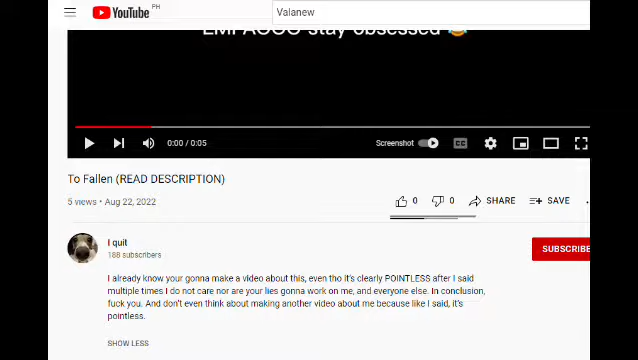 YouTube PH
Valanew
LMFAOOO stay obsessed 😂
0:00 / 0:05
Screenshot
CC
To Fallen (READ DESCRIPTION)
5 views • Aug 22, 2022
0
0
SHARE
SAVE
I quit
188 subscribers
SUBSCRIBE
I already know your gonna make a video about this, even tho it's clearly POINTLESS after I said
multiple times I do not care nor are your lies gonna work on me, and everyone else. In conclusion,
fuck you. And don't even think about making another video about me because like I said, it's
pointless.
SHOW LESS